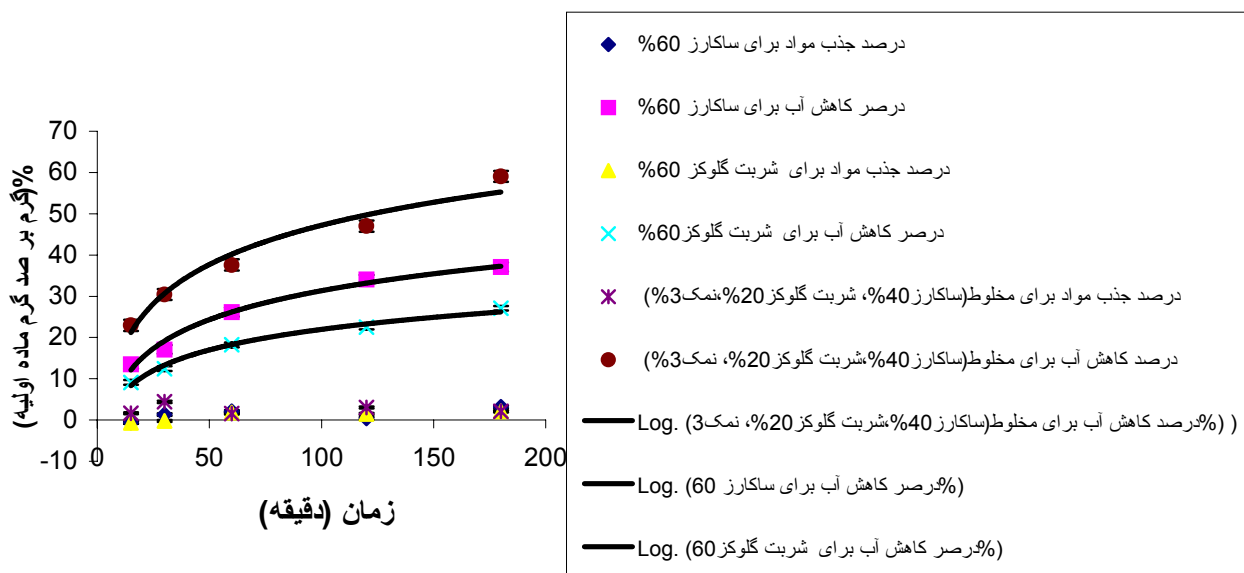 %(گرم بر صد گرم ماده اولیه)
70
60
50
40
30
20
10
0
-10
0 50 100 150 200
زمان (دقیقه)
درصد جذب مواد برای ساکارز 60%
درصر کاهش آب برای ساکارز 60%
درصد جذب مواد برای شربت گلوکز 60%
درصر کاهش آب برای شربت گلوکز60%
درصد جذب مواد برای مخلوط(ساکارز40%، شربت گلوکز20%،نمک3%)
درصد کاهش آب برای مخلوط(ساکارز40%،شربت گلوکز20%، نمک3%)
Log. (درصد کاهش آب برای مخلوط(ساکارز40%،شربت گلوکز20%، نمک3%) )
Log. (درصر کاهش آب برای ساکارز 60%)
Log. (درصر کاهش آب برای شربت گلوکز60%)